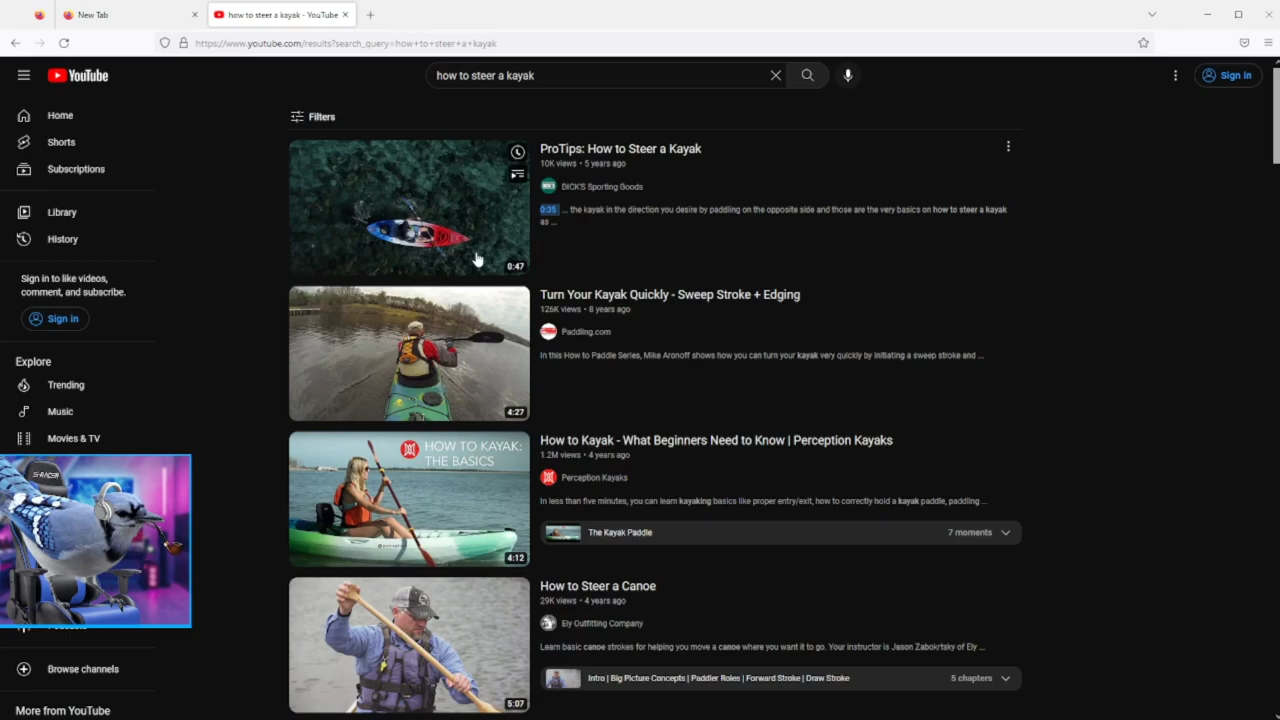 New Tab
how to steer a kayak - YouTube
https://www.youtube.com/results?search_query=how+to+steer+a+kayak
YouTube
how to steer a kayak
Sign in
Home
Shorts
Subscriptions
Library
History
Sign in to like videos,
comment, and subscribe.
Sign in
Explore
Trending
Music
Movies & TV
Browse channels
More from YouTube
Filters
0:47
ProTips: How to Steer a Kayak
10K views • 5 years ago
DICK'S Sporting Goods
0:35 ... the kayak in the direction you desire by paddling on the opposite side and those are the very basics on how to steer a kayak
as ...
4:27
Turn Your Kayak Quickly - Sweep Stroke + Edging
126K views • 8 years ago
Paddling.com
In this How to Paddle Series, Mike Aronoff shows how you can turn your kayak very quickly by initiating a sweep stroke and ...
HOW TO KAYAK:
THE BASICS
4:12
How to Kayak - What Beginners Need to Know | Perception Kayaks
1.2M views • 4 years ago
Perception Kayaks
In less than five minutes, you can learn kayaking basics like proper entry/exit, how to correctly hold a kayak paddle, paddling ...
The Kayak Paddle
7 moments
5:07
How to Steer a Canoe
29K views • 4 years ago
Ely Outfitting Company
Learn basic canoe strokes for helping you move a canoe where you want it to go. Your instructor is Jason Zabokrtsky of Ely ...
Intro | Big Picture Concepts | Paddler Roles | Forward Stroke | Draw Stroke
5 chapters